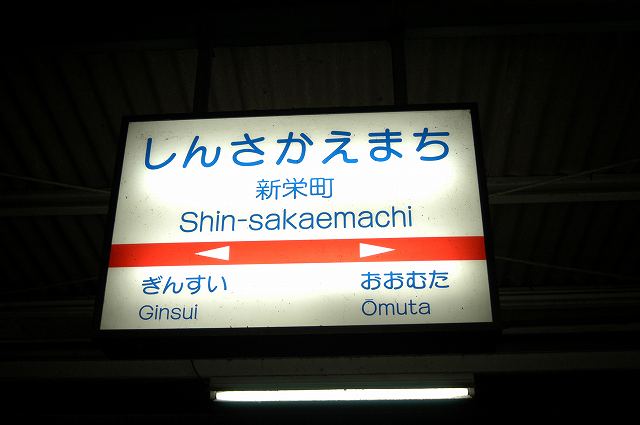 しんさかえまち
新栄町
Shin-sakaemachi
ぎんすい おおむた
Ginsui Ōmuta